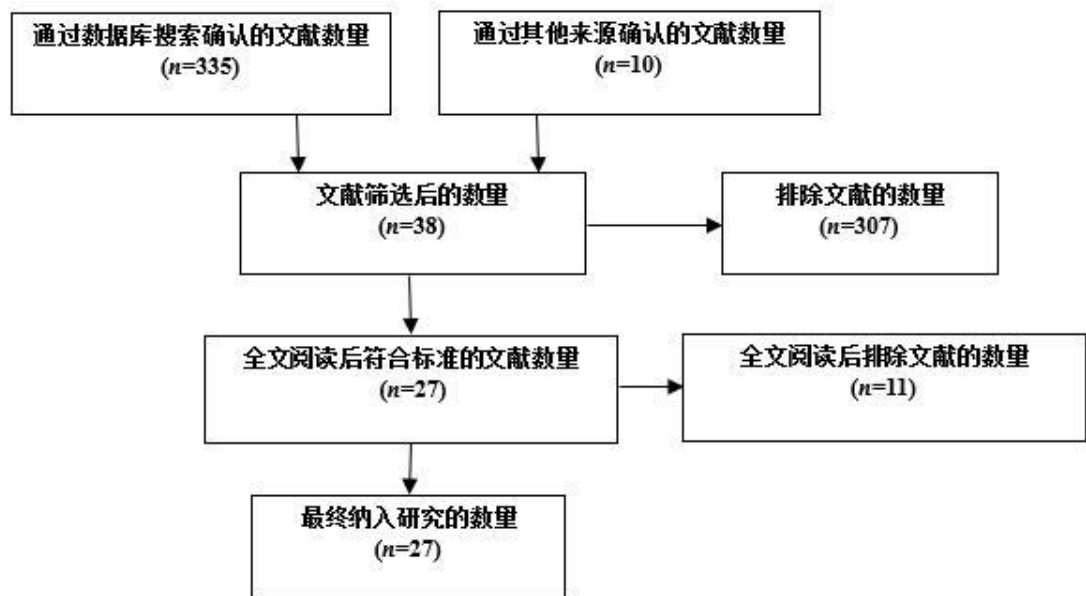 通过数据库搜索确认的文献数量
(n=335)
通过其他来源确认的文献数量
(n=10)
文献筛选后的数量
(n=38)
排除文献的数量
(n=307)
全文阅读后符合标准的文献数量
(n=27)
全文阅读后排除文献的数量
(n=11)
最终纳入研究的数量
(n=27)